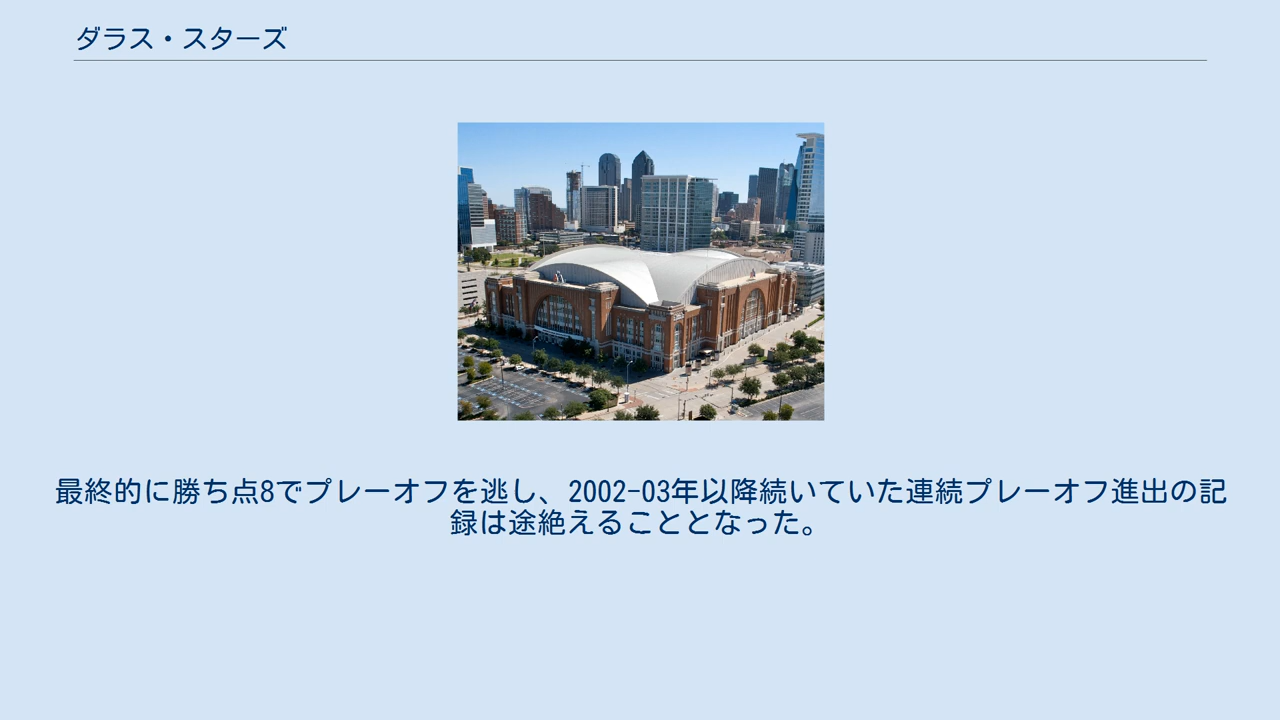 ダラス・スターズ
最終的に勝ち点8でプレーオフを逃し、2002-03年以降続いていた連続プレーオフ進出の記
録は途絶えることとなった。